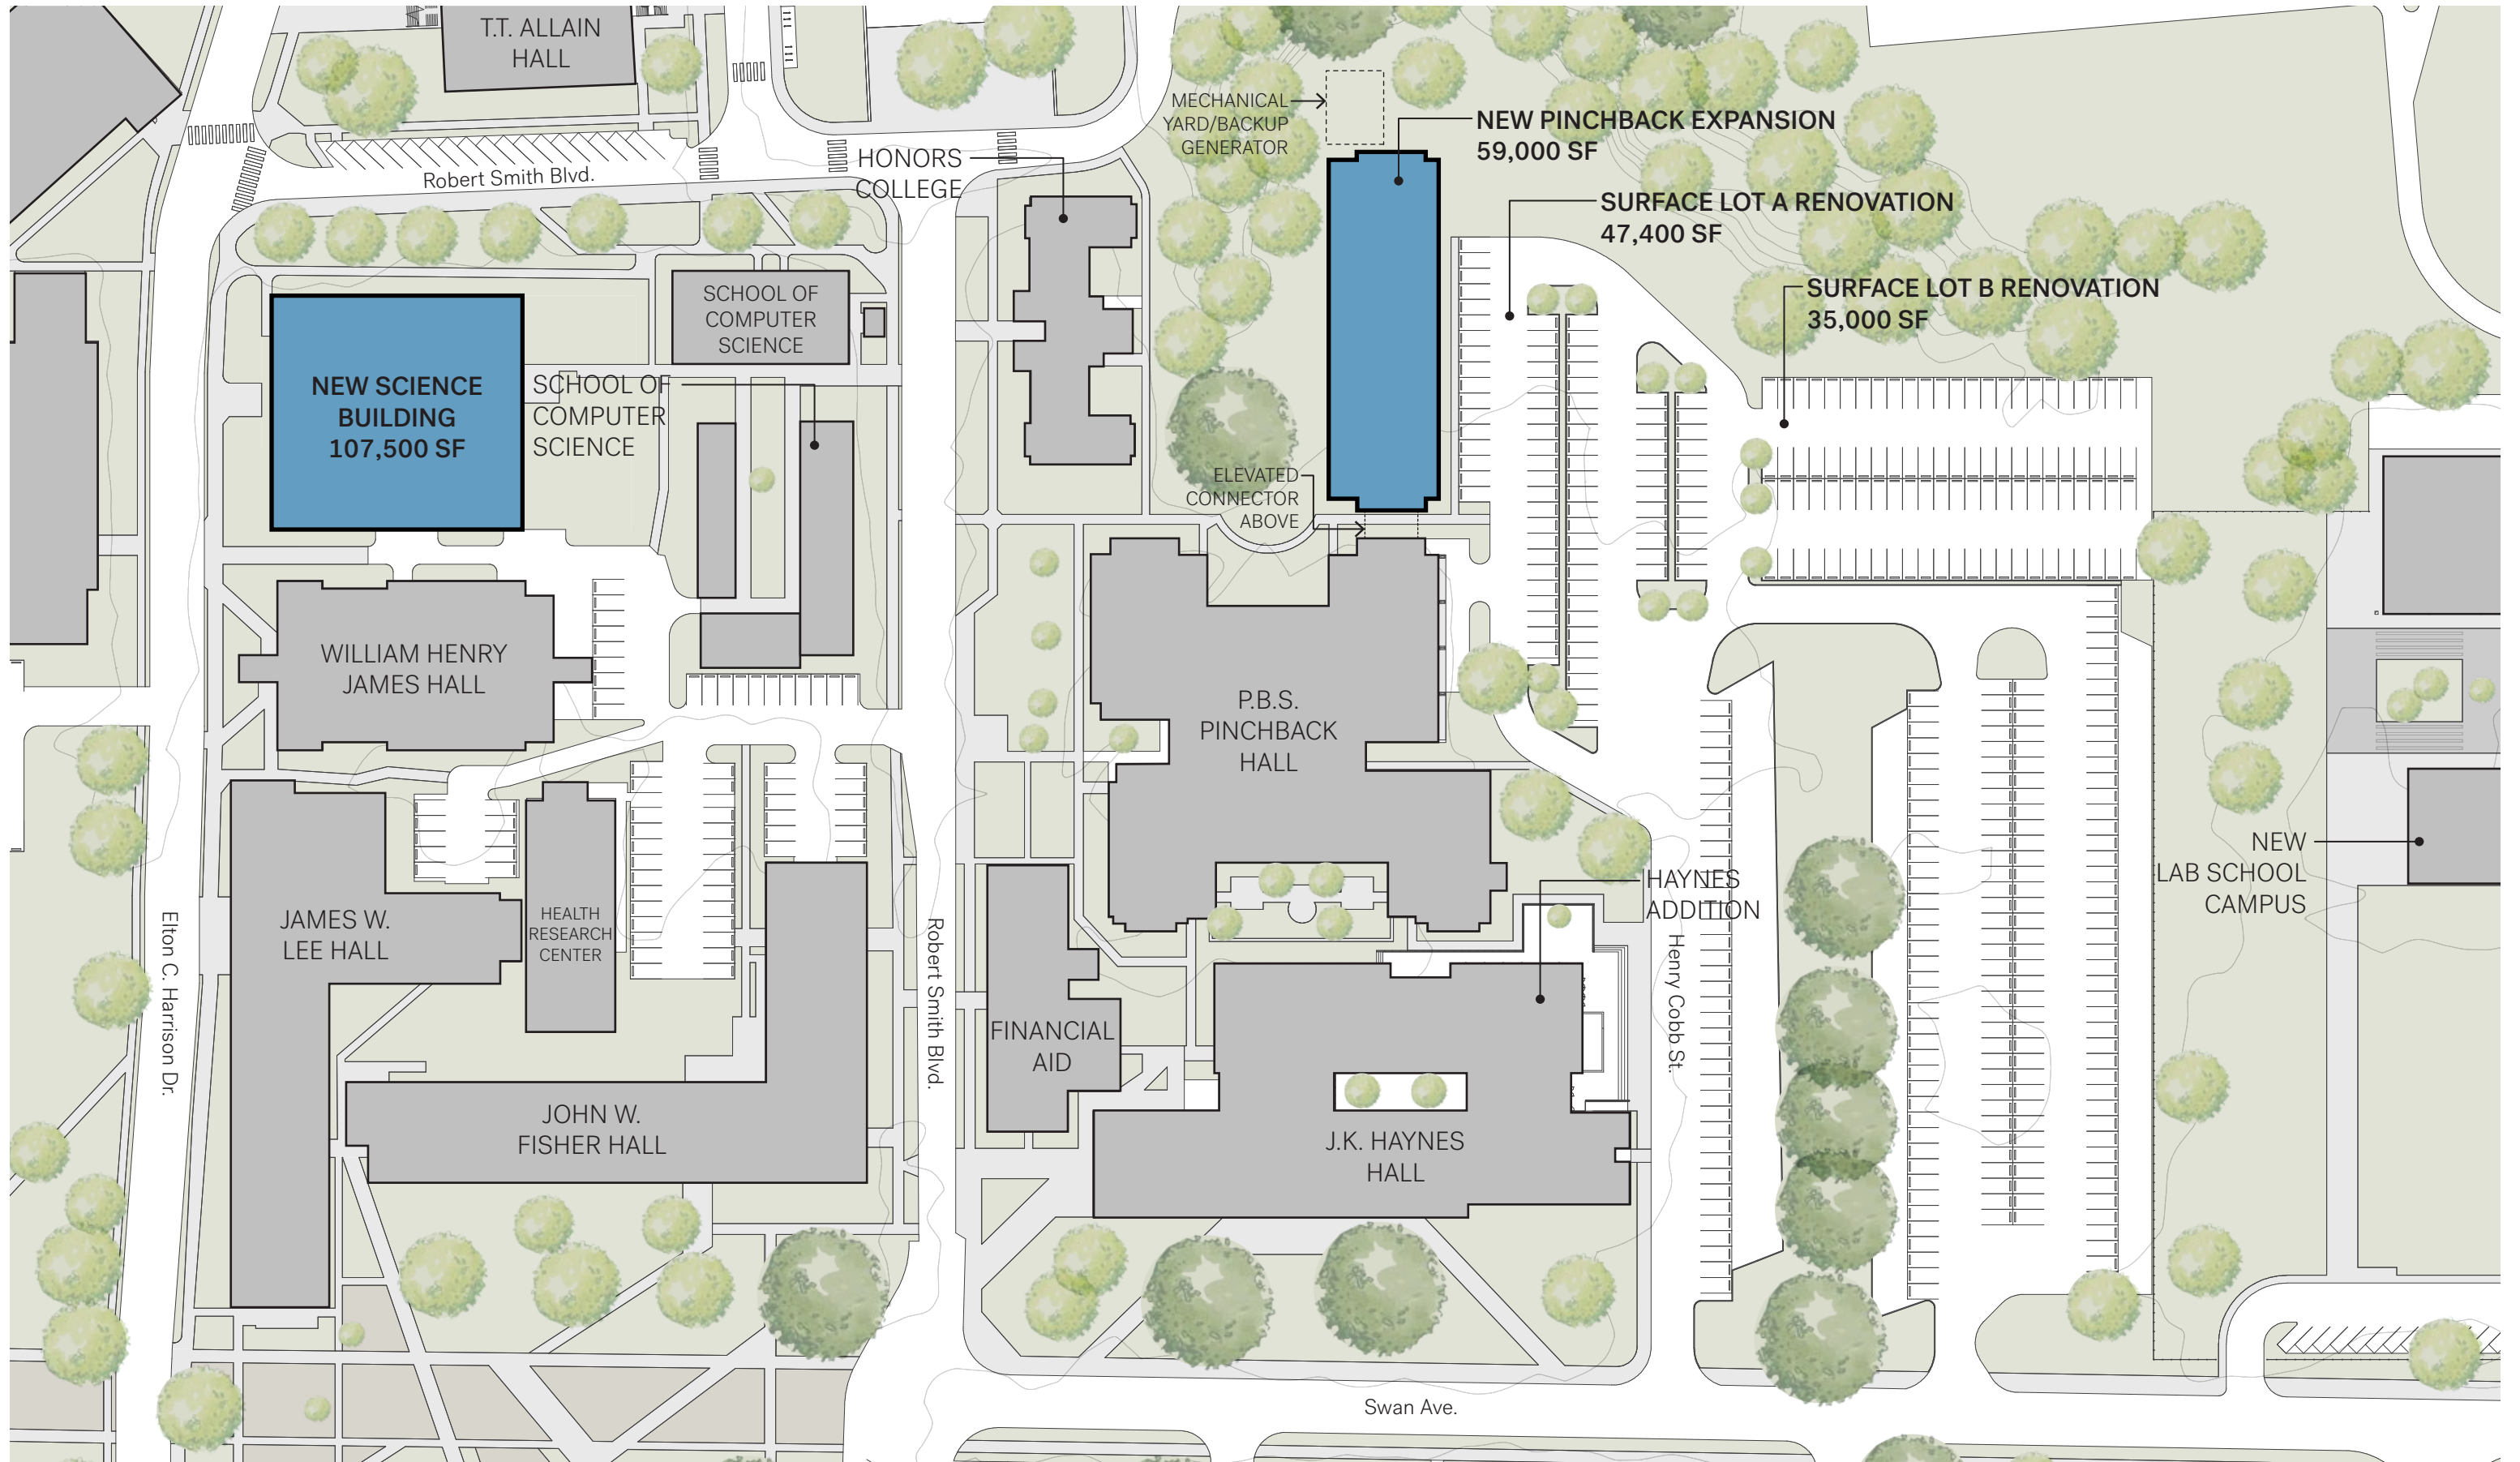 T.T. ALLAIN
HALL
MECHANICAL
YARD/BACKUP
GENERATOR
NEW PINCHBACK EXPANSION
59,000 SF
HONORS
COLLEGE
Robert Smith Blvd.
SURFACE LOT A RENOVATION
47,400 SF
SURFACE LOT B RENOVATION
35,000 SF
SCHOOL OF
COMPUTER
SCIENCE
NEW SCIENCE
BUILDING
107,500 SF
SCHOOL OF
COMPUTER
SCIENCE
ELEVATED
CONNECTOR
ABOVE
WILLIAM HENRY
JAMES HALL
P.B.S.
PINCHBACK
HALL
NEW
LAB SCHOOL
CAMPUS
HAYNES
ADDITION
JAMES W.
LEE HALL
HEALTH
RESEARCH
CENTER
Elton C. Harrison Dr.
Robert Smith Blvd.
Henry Cobb St.
FINANCIAL
AID
JOHN W.
FISHER HALL
J.K. HAYNES
HALL
Swan Ave.